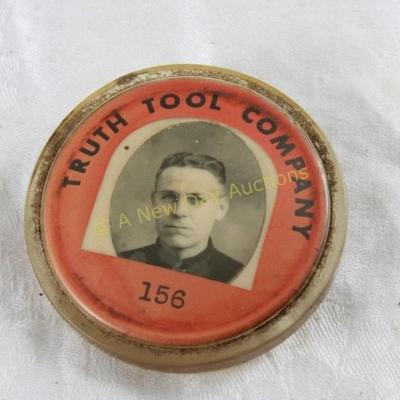 TRUTH TOOL COMPANY
© A New Day Auctions
156